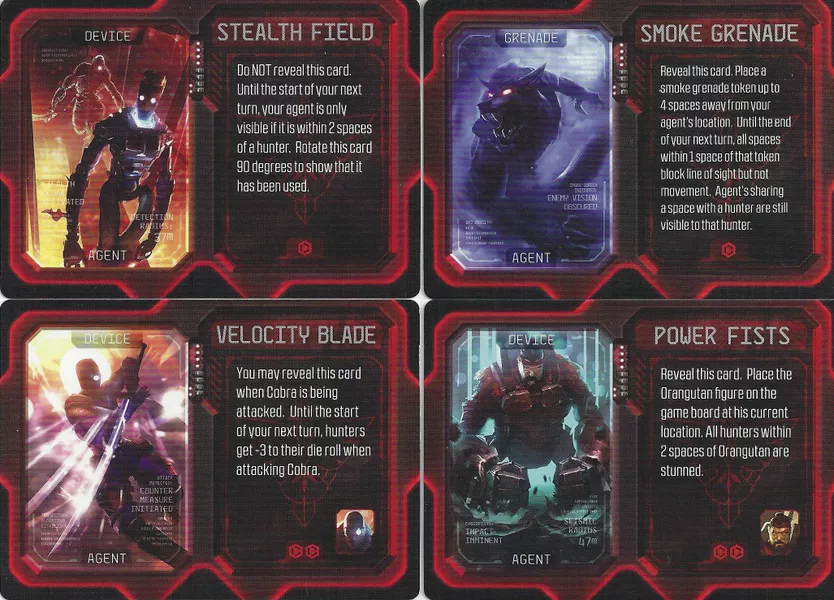 DEVICE
AGENT
STEALTH FIELD
Do NOT reveal this card.
Until the start of your next
turn, your agent is only
visible if it is within 2 spaces
of a hunter. Rotate this card
90 degrees to show that it
has been used.
DETECTION
RADIUS:
37m
GRENADE
ENEMY VISION
OBSCURED
AGENT
SMOKE GRENADE
Reveal this card. Place a
smoke grenade token up to
4 spaces away from your
agent's location. Until the end
of your next turn, all spaces
within 1 space of that token
block line of sight but not
movement. Agent's sharing
a space with a hunter are still
visible to that hunter.
DEVICE
COUNTER
MEASURE
INITIATED
AGENT
VELOCITY BLADE
You may reveal this card
when Cobra is being
attacked. Until the start
of your next turn, hunters
get -3 to their die roll when
attacking Cobra.
DEVICE
IMPACT
IMMINENT
SEISMIC
RADIUS
47m
AGENT
POWER FISTS
Reveal this card. Place the
Orangutan figure on the
game board at his current
location. All hunters within
2 spaces of Orangutan are
stunned.